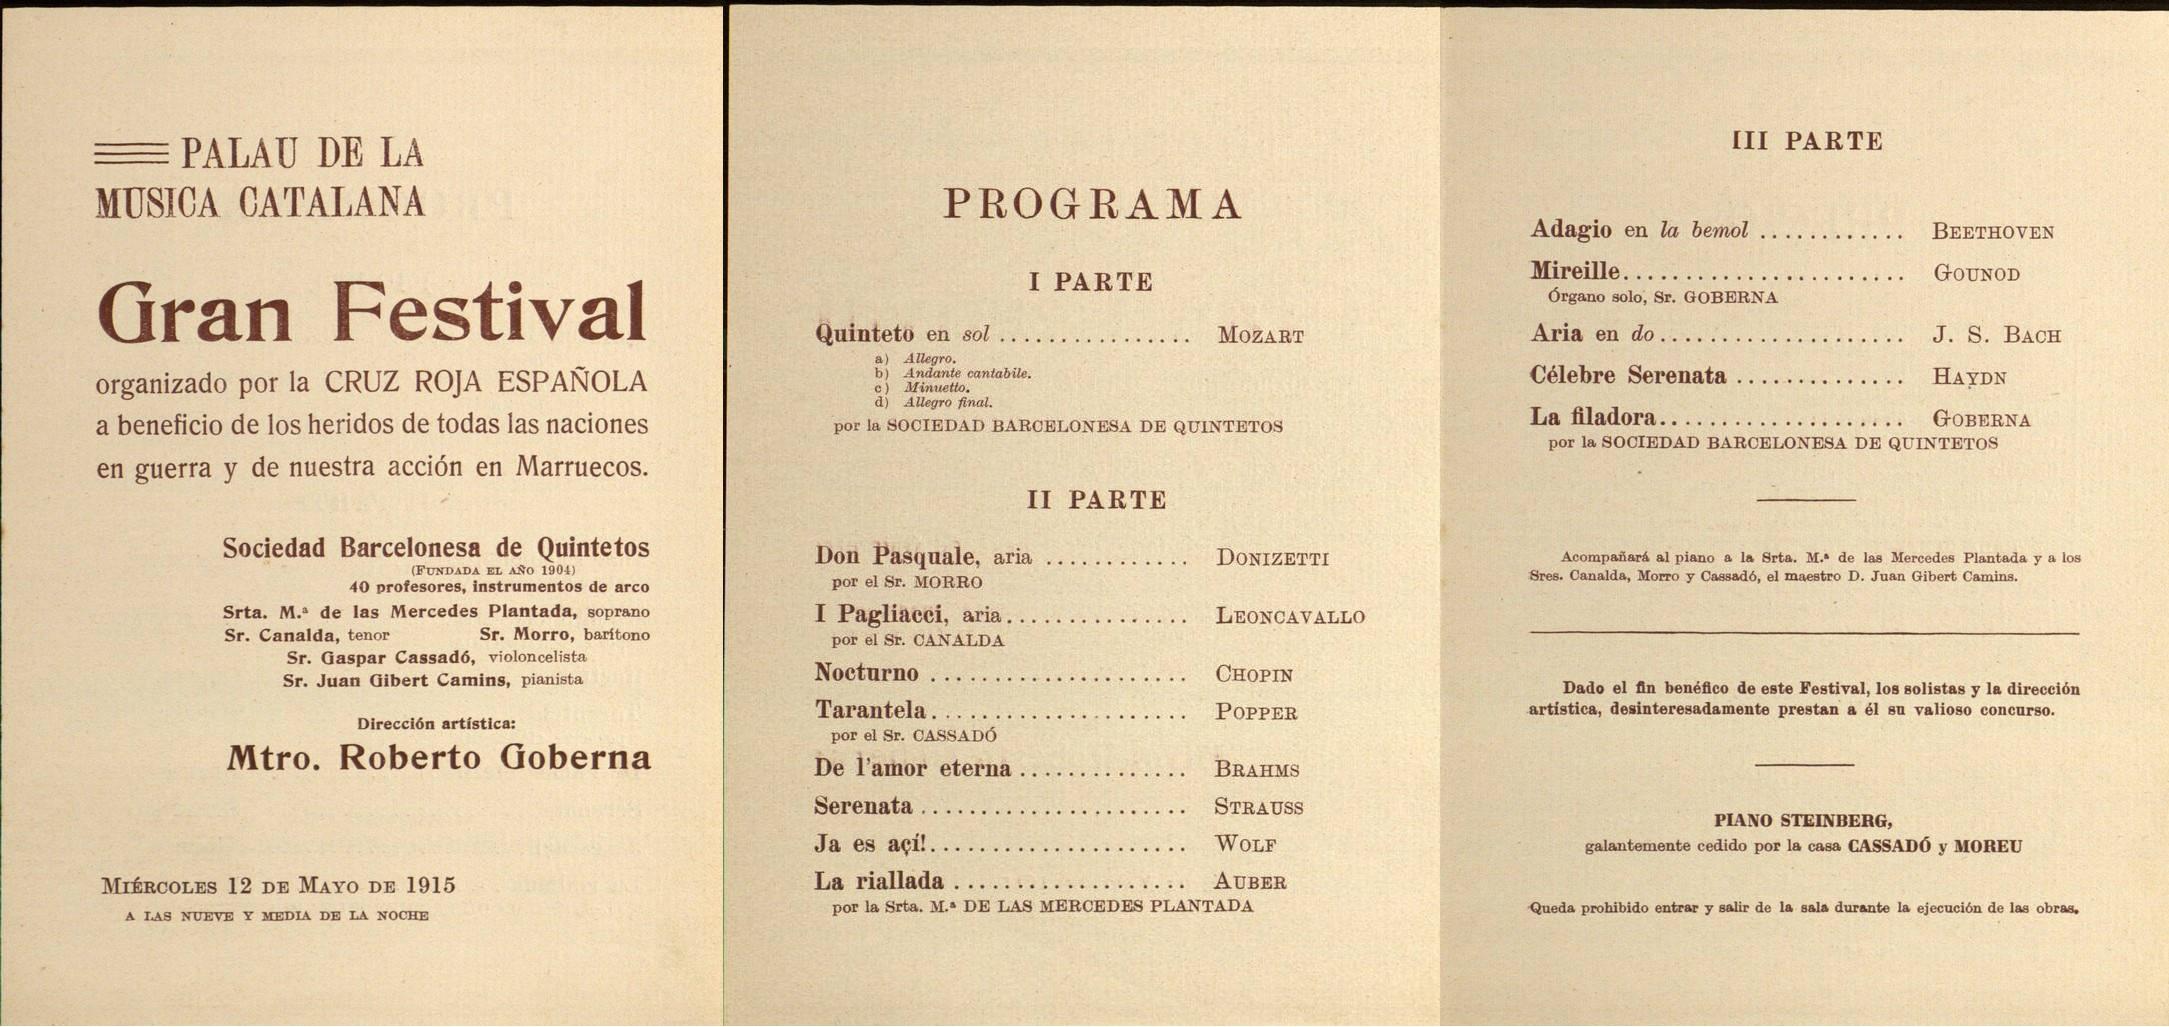 PALAU DE LA
MUSICA CATALANA
Gran Festival
organizado por la CRUZ ROJA ESPAÑOLA
a beneficio de los heridos de todas las naciones
en guerra y de nuestra acción en Marruecos.
Sociedad Barcelonesa de Quintetos
(FUNDADA EL AÑO 1904)
40 profesores, instrumentos de arco
Srta. M.ª de las Mercedes Plantada, soprano
Sr. Canalda, tenor Sr. Morro, barítono
Sr. Gaspar Cassadó, violoncelista
Sr. Juan Gibert Camins, pianista
Dirección artística:
Mtro. Roberto Goberna
MIÉRCOLES 12 DE MAYO DE 1915
A LAS NUEVE Y MEDIA DE LA NOCHE
PROGRAMA
I PARTE
Quinteto en sol ................ MOZART
a) Allegro.
b) Andante cantabile.
c) Minuetto.
d) Allegro final.
por la SOCIEDAD BARCELONESA DE QUINTETOS
II PARTE
Don Pasquale, aria ............ DONIZETTI
por el Sr. MORRO
I Pagliacci, aria............... LEONCAVALLO
por el Sr. CANALDA
Nocturno ..................... CHOPIN
Tarantela..................... POPPER
por el Sr. CASSADÓ
De l'amor eterna .............. BRAHMS
Serenata ...................... STRAUSS
Ja es açí!..................... WOLF
La riallada ................... AUBER
por la Srta. M.ª DE LAS MERCEDES PLANTADA
III PARTE
Adagio en la bemol ............ BEETHOVEN
Mireille....................... GOUNOD
Órgano solo, Sr. GOBERNA
Aria en do .................... J. S. BACH
Célebre Serenata .............. HAYDN
La filadora.................... GOBERNA
por la SOCIEDAD BARCELONESA DE QUINTETOS
Acompañará al piano a la Srta. M.ª de las Mercedes Plantada y a los
Sres. Canalda, Morro y Cassadó, el maestro D. Juan Gibert Camins.
Dado el fin benéfico de este Festival, los solistas y la dirección
artística, desinteresadamente prestan a él su valioso concurso.
PIANO STEINBERG,
galantemente cedido por la casa CASSADÓ y MOREU
Queda prohibido entrar y salir de la sala durante la ejecución de las obras.